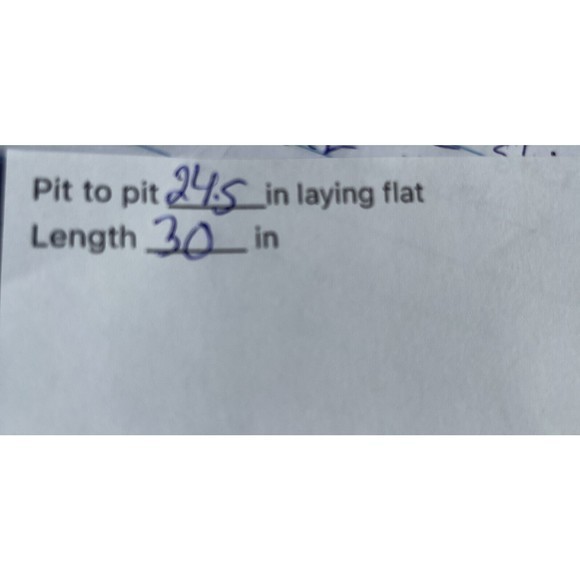 Pit to pit 24.5 in laying flat
Length 30 in